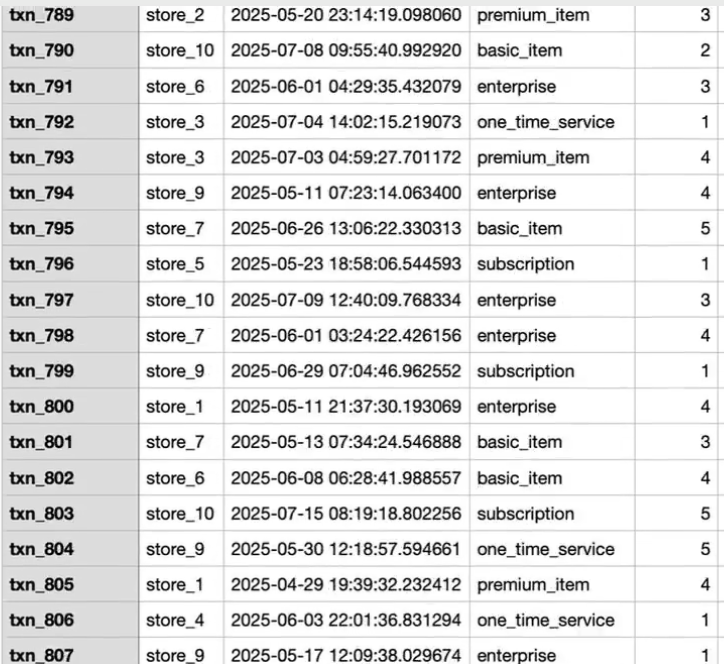 txn_789 store_2 2025-05-20 23:14:19.098060 premium_item 3
txn_790 store_10 2025-07-08 09:55:40.992920 basic_item 2
txn_791 store_6 2025-06-01 04:29:35.432079 enterprise 3
txn_792 store_3 2025-07-04 14:02:15.219073 one_time_service 1
txn_793 store_3 2025-07-03 04:59:27.701172 premium_item 4
txn_794 store_9 2025-05-11 07:23:14.063400 enterprise 4
txn_795 store_7 2025-06-26 13:06:22.330313 basic_item 5
txn_796 store_5 2025-05-23 18:58:06.544593 subscription 1
txn_797 store_10 2025-07-09 12:40:09.768334 enterprise 3
txn_798 store_7 2025-06-01 03:24:22.426156 enterprise 4
txn_799 store_9 2025-06-29 07:04:46.962552 subscription 1
txn_800 store_1 2025-05-11 21:37:30.193069 enterprise 4
txn_801 store_7 2025-05-13 07:34:24.546888 basic_item 3
txn_802 store_6 2025-06-08 06:28:41.988557 basic_item 4
txn_803 store_10 2025-07-15 08:19:18.802256 subscription 5
txn_804 store_9 2025-05-30 12:18:57.594661 one_time_service 5
txn_805 store_1 2025-04-29 19:39:32.232412 premium_item 4
txn_806 store_4 2025-06-03 22:01:36.831294 one_time_service 1
txn_807 store_9 2025-05-17 12:09:38.029674 enterprise 1